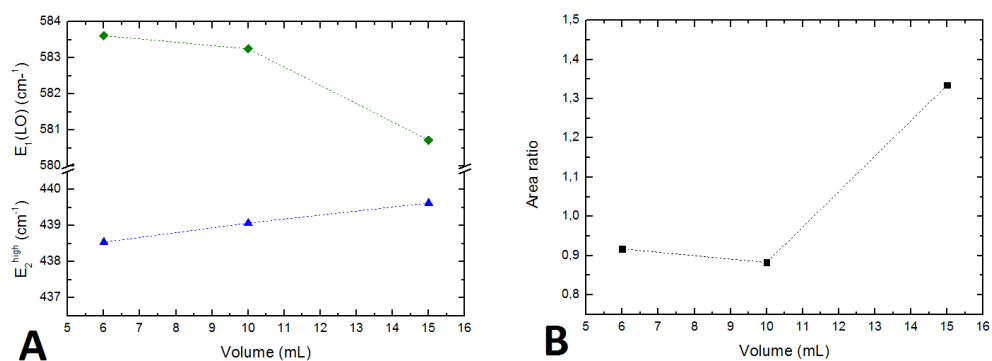 584
583
582
581
580
440
439
438
437
E₁(LO) (cm-¹)
E₂ʰⁱᵍʰ (cm⁻¹)
5 6 7 8 9 10 11 12 13 14 15 16
Volume (mL)
A
1,5
1,4
1,3
1,2
1,1
1,0
0,9
0,8
Area ratio
5 6 7 8 9 10 11 12 13 14 15 16
Volume (mL)
B